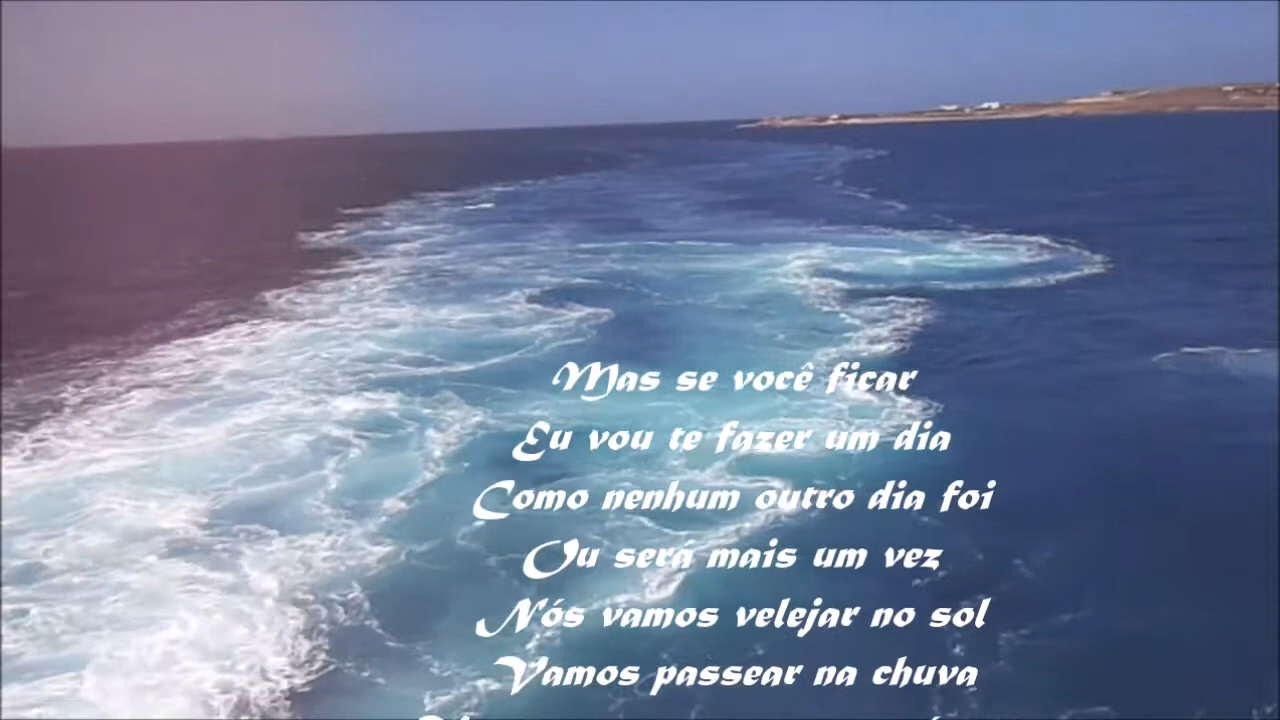 Mas se você ficar
Eu vou te fazer um dia
Como nenhum outro dia foi
Ou será mais um vez
Nós vamos velejar no sol
Vamos passear na chuva